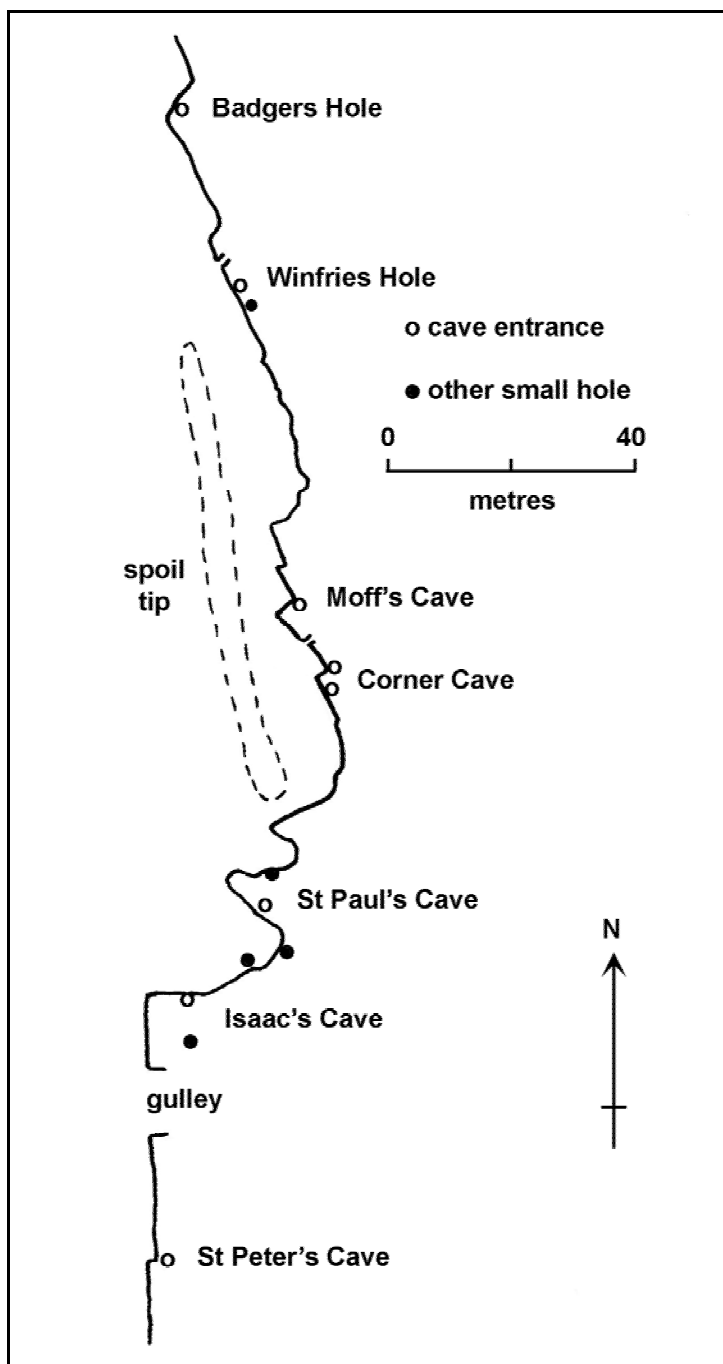 Badgers Hole
Winfries Hole
cave entrance
other small hole
0 40
metres
spoil
tip
Moff's Cave
Corner Cave
St Paul's Cave
N
Isaac's Cave
gulley
St Peter's Cave